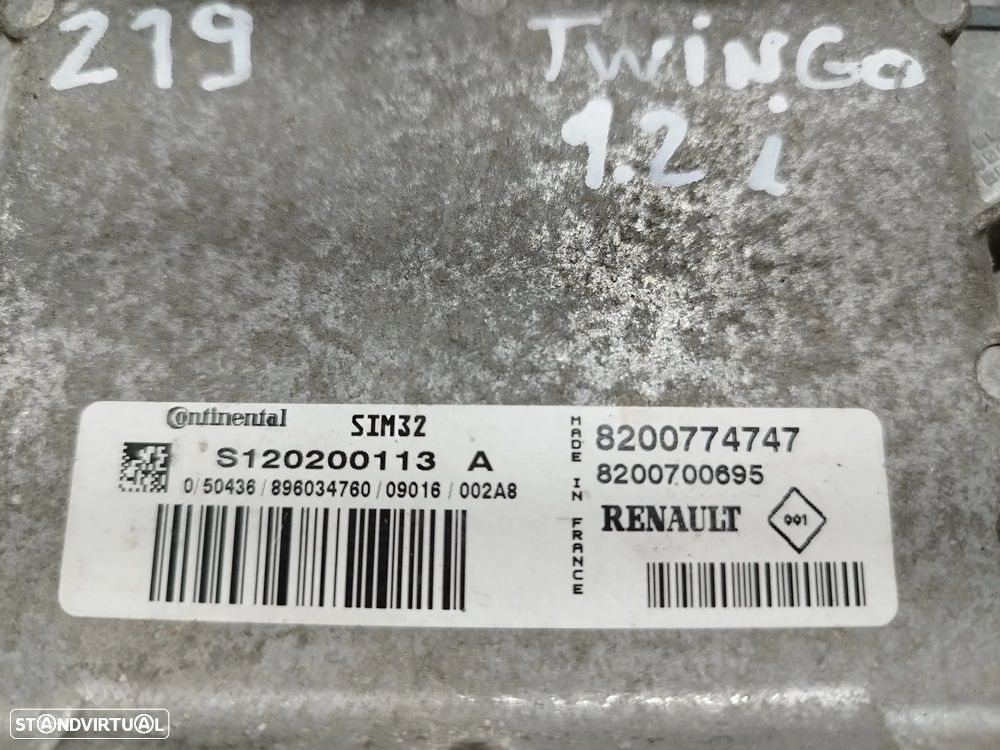 219 TWiNGo
1.2 i
Continental SIM32
S120200113 A
0/50436/896034760/09016/002A8
MADE IN FRANCE
8200774747
8200700695
RENAULT 001
STANDVIRTUAL